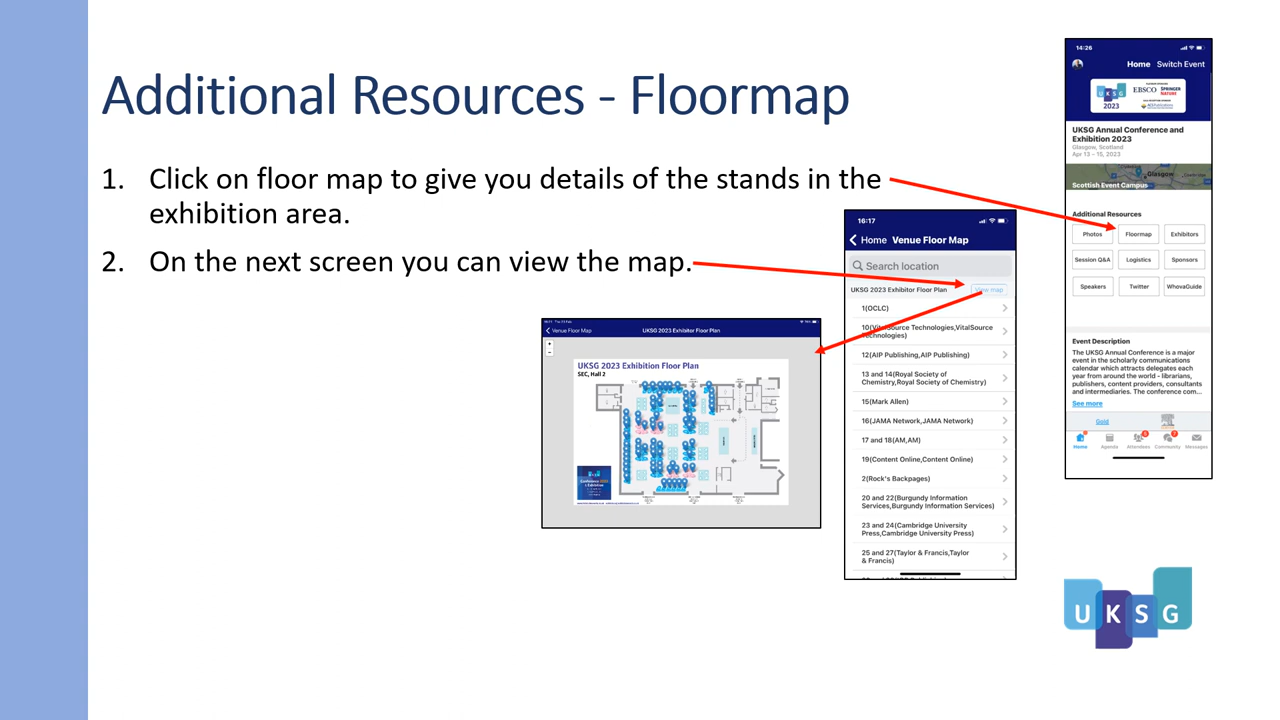 Additional Resources - Floormap
1. Click on floor map to give you details of the stands in the
exhibition area.
2. On the next screen you can view the map.
Venue Floor Map
UKSG 2023 Exhibitor Floor Plan
+
-
UKSG 2023 Exhibition Floor Plan
SEC, Hall 2
16:17
Home Venue Floor Map
Search location
UKSG 2023 Exhibitor Floor Plan
View map
1(OCLC)
10(VitalSource Technologies,VitalSource
Technologies)
12(AIP Publishing,AIP Publishing)
13 and 14(Royal Society of
Chemistry,Royal Society of Chemistry)
15(Mark Allen)
16(JAMA Network,JAMA Network)
17 and 18(AM,AM)
19(Content Online,Content Online)
2(Rock's Backpages)
20 and 22(Burgundy Information
Services,Burgundy Information Services)
23 and 24(Cambridge University
Press,Cambridge University Press)
25 and 27(Taylor & Francis,Taylor
& Francis)
14:26
Home Switch Event
UKSG
2023
EBSCO
SPRINGER
NATURE
UKSG Annual Conference and
Exhibition 2023
Glasgow, Scotland
Apr 13 – 15, 2023
Glasgow
Scottish Event Campus
Additional Resources
Photos
Floormap
Exhibitors
Session Q&A
Logistics
Sponsors
Speakers
Twitter
WhovaGuide
Event Description
The UKSG Annual Conference is a major
event in the scholarly communications
calendar which attracts delegates each
year from around the world - librarians,
publishers, content providers, consultants
and intermediaries. The conference com...
See more
Gold
Home
Agenda
Attendees
Community
Messages
UKSG